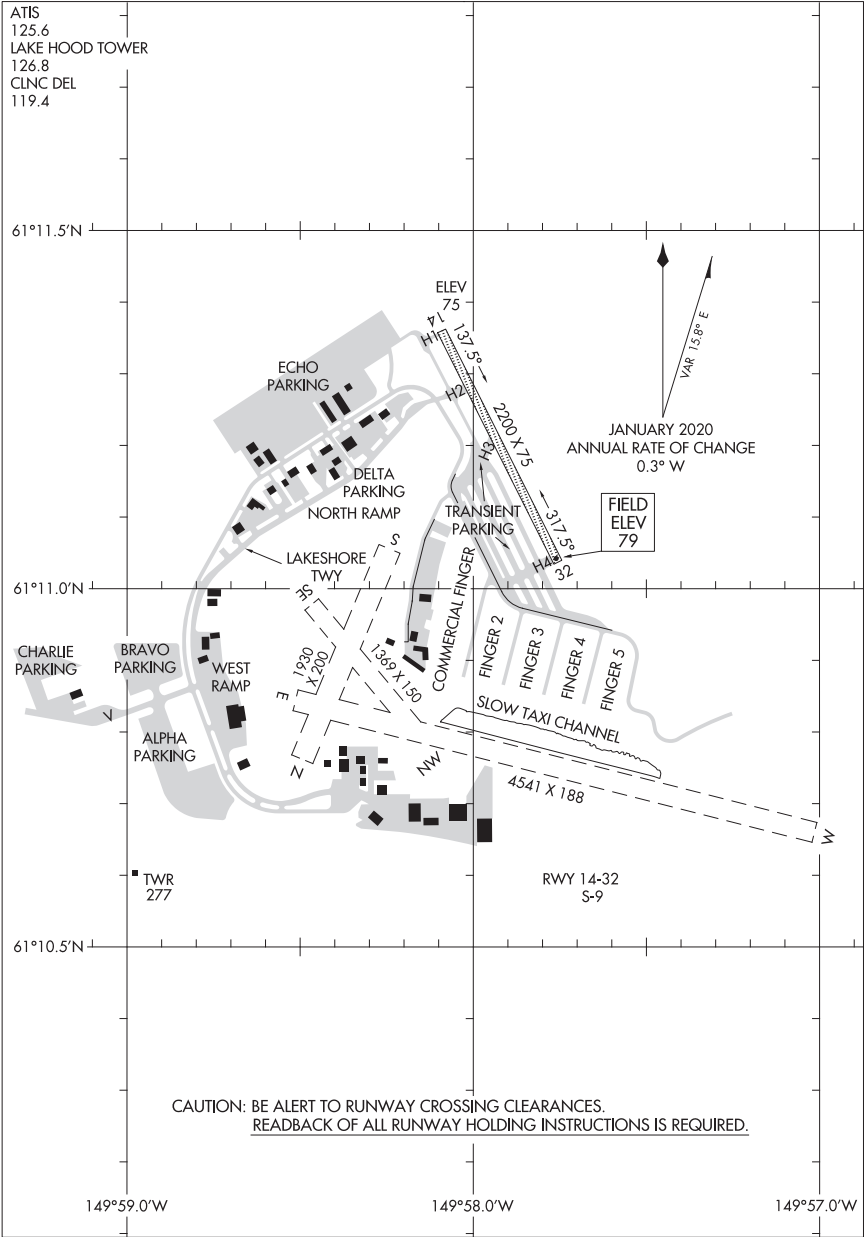 ATIS
125.6
LAKE HOOD TOWER
126.8
CLNC DEL
119.4
61°11.5'N
ELEV
75
14
H1
137.5°
VAR 15.8° E
ECHO
PARKING
H2
2200 X 75
JANUARY 2020
ANNUAL RATE OF CHANGE
0.3° W
H3
DELTA
PARKING
NORTH RAMP
TRANSIENT
PARKING
317.5°
FIELD
ELEV
79
S
LAKESHORE
TWY
H4
32
61°11.0'N
SE
COMMERCIAL FINGER
FINGER 2
FINGER 3
FINGER 4
FINGER 5
CHARLIE
PARKING
BRAVO
PARKING
WEST
RAMP
1930
X 200
1369 X 150
E
V
SLOW TAXI CHANNEL
ALPHA
PARKING
N
NW
4541 X 188
W
TWR
277
RWY 14-32
S-9
61°10.5'N
CAUTION: BE ALERT TO RUNWAY CROSSING CLEARANCES.
READBACK OF ALL RUNWAY HOLDING INSTRUCTIONS IS REQUIRED.
149°59.0'W
149°58.0'W
149°57.0'W